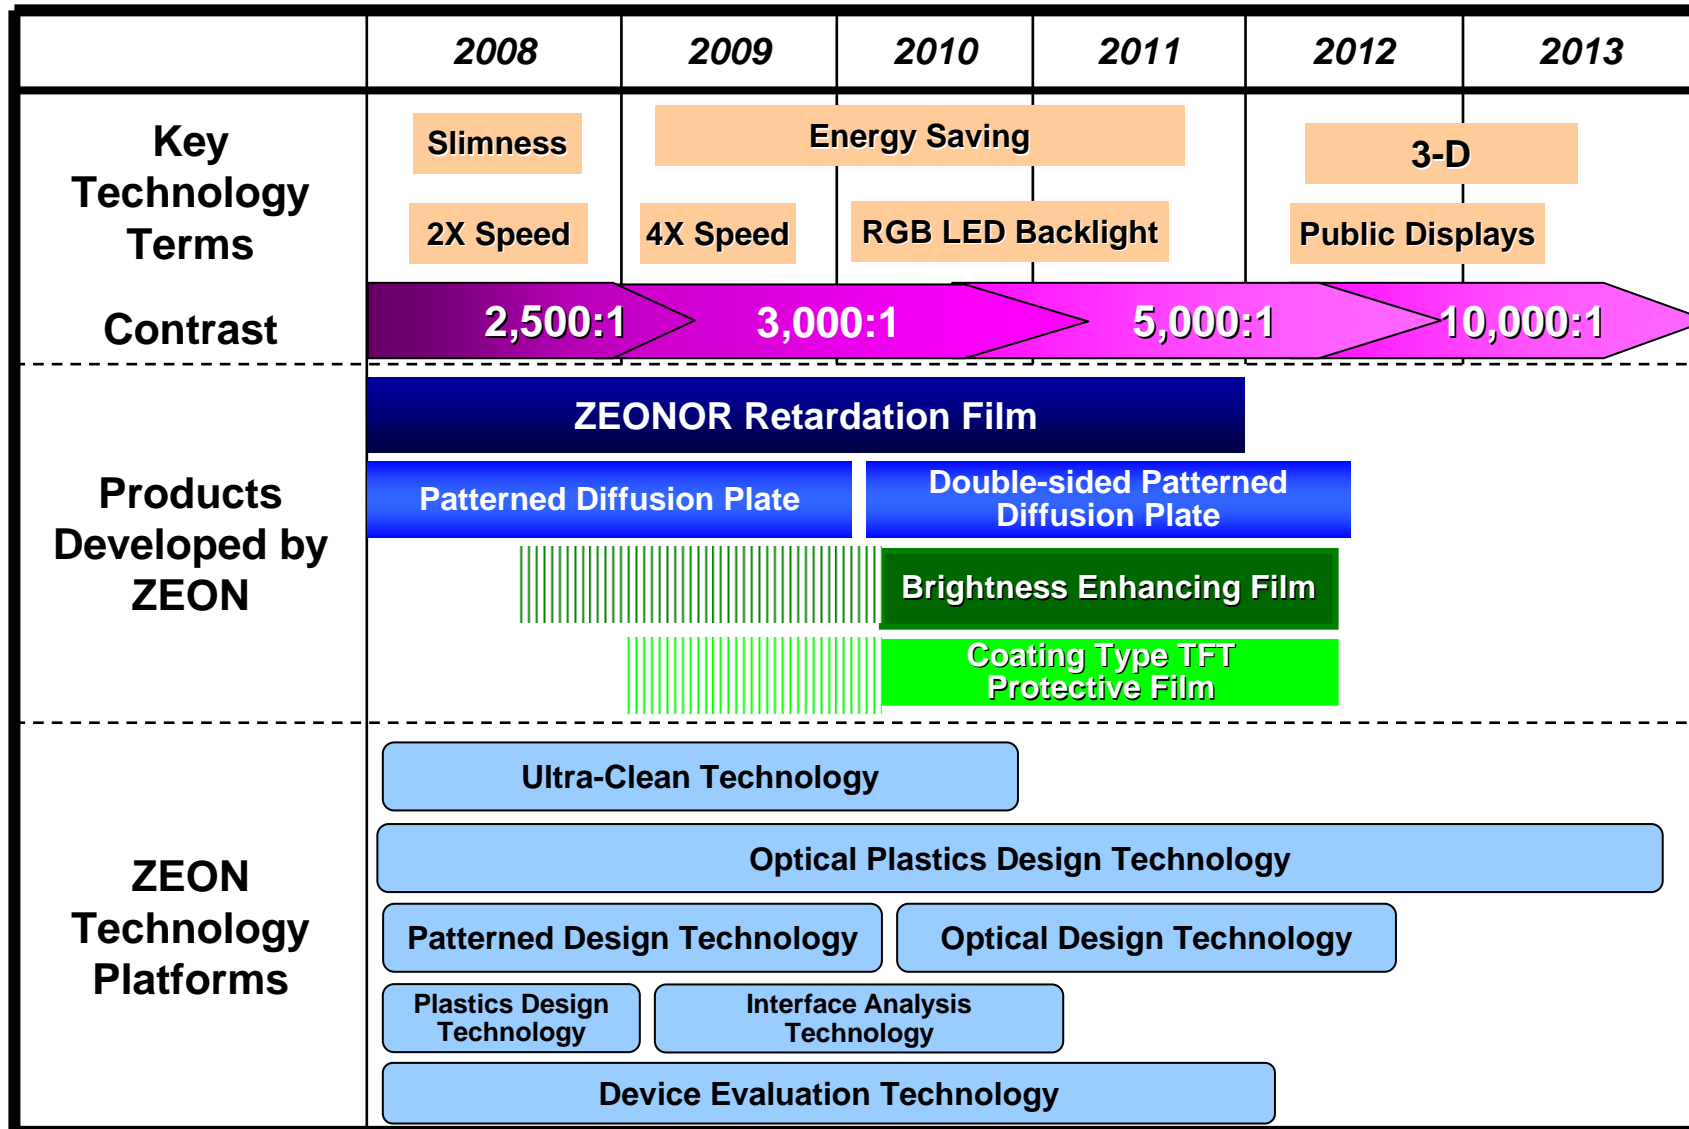 2008 2009 2010 2011 2012 2013
Key
Technology
Terms
Slimness
Energy Saving
3-D
2X Speed
4X Speed
RGB LED Backlight
Public Displays
Contrast
2,500:1
3,000:1
5,000:1
10,000:1
Products
Developed by
ZEON
ZEONOR Retardation Film
Patterned Diffusion Plate
Double-sided Patterned
Diffusion Plate
Brightness Enhancing Film
Coating Type TFT
Protective Film
ZEON
Technology
Platforms
Ultra-Clean Technology
Optical Plastics Design Technology
Patterned Design Technology
Optical Design Technology
Plastics Design
Technology
Interface Analysis
Technology
Device Evaluation Technology